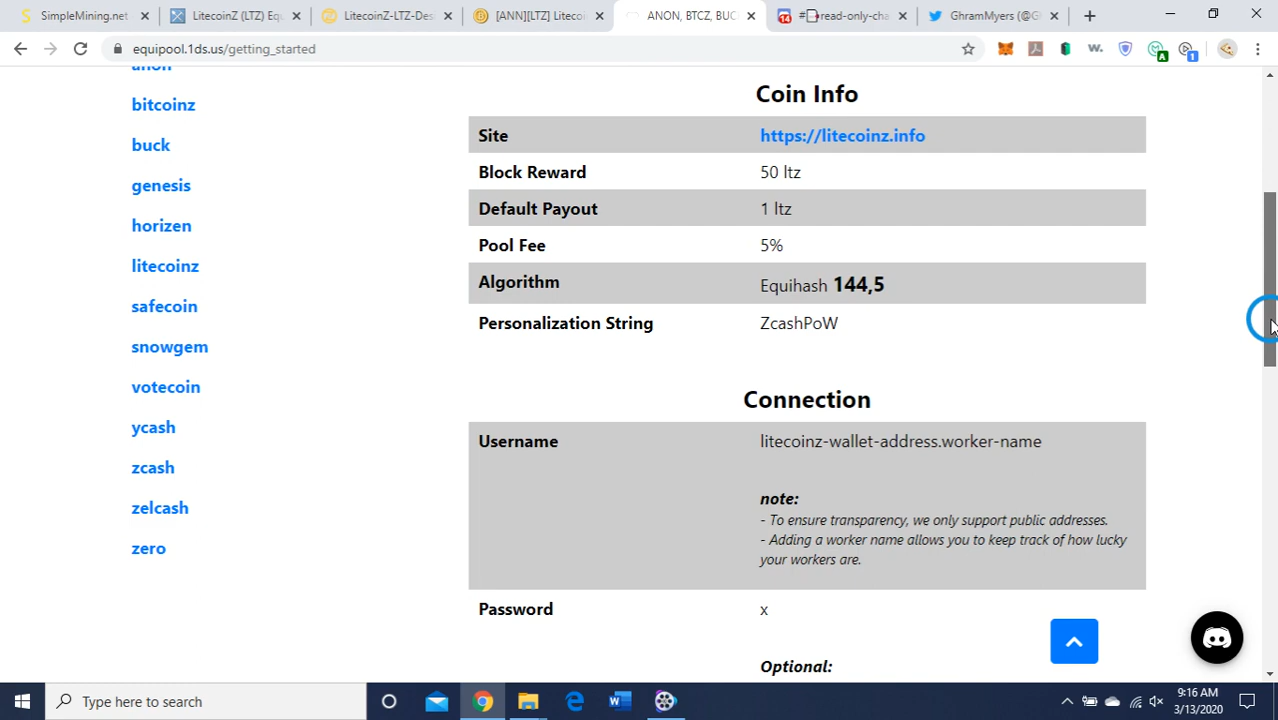 SimpleMining.net
LitecoinZ (LTZ) Equ
LitecoinZ-LTZ-Des
[ANN][LTZ] Litecoi
ANON, BTCZ, BUC
read-only-cha
GhramMyers (@G
equipool.1ds.us/getting_started
anon
bitcoinz
buck
genesis
horizen
litecoinz
safecoin
snowgem
votecoin
ycash
zcash
zelcash
zero
Coin Info
Site https://litecoinz.info
Block Reward 50 ltz
Default Payout 1 ltz
Pool Fee 5%
Algorithm Equihash 144,5
Personalization String ZcashPoW
Connection
Username litecoinz-wallet-address.worker-name
note:
- To ensure transparency, we only support public addresses.
- Adding a worker name allows you to keep track of how lucky
your workers are.
Password x
Optional:
Type here to search
9:16 AM
3/13/2020